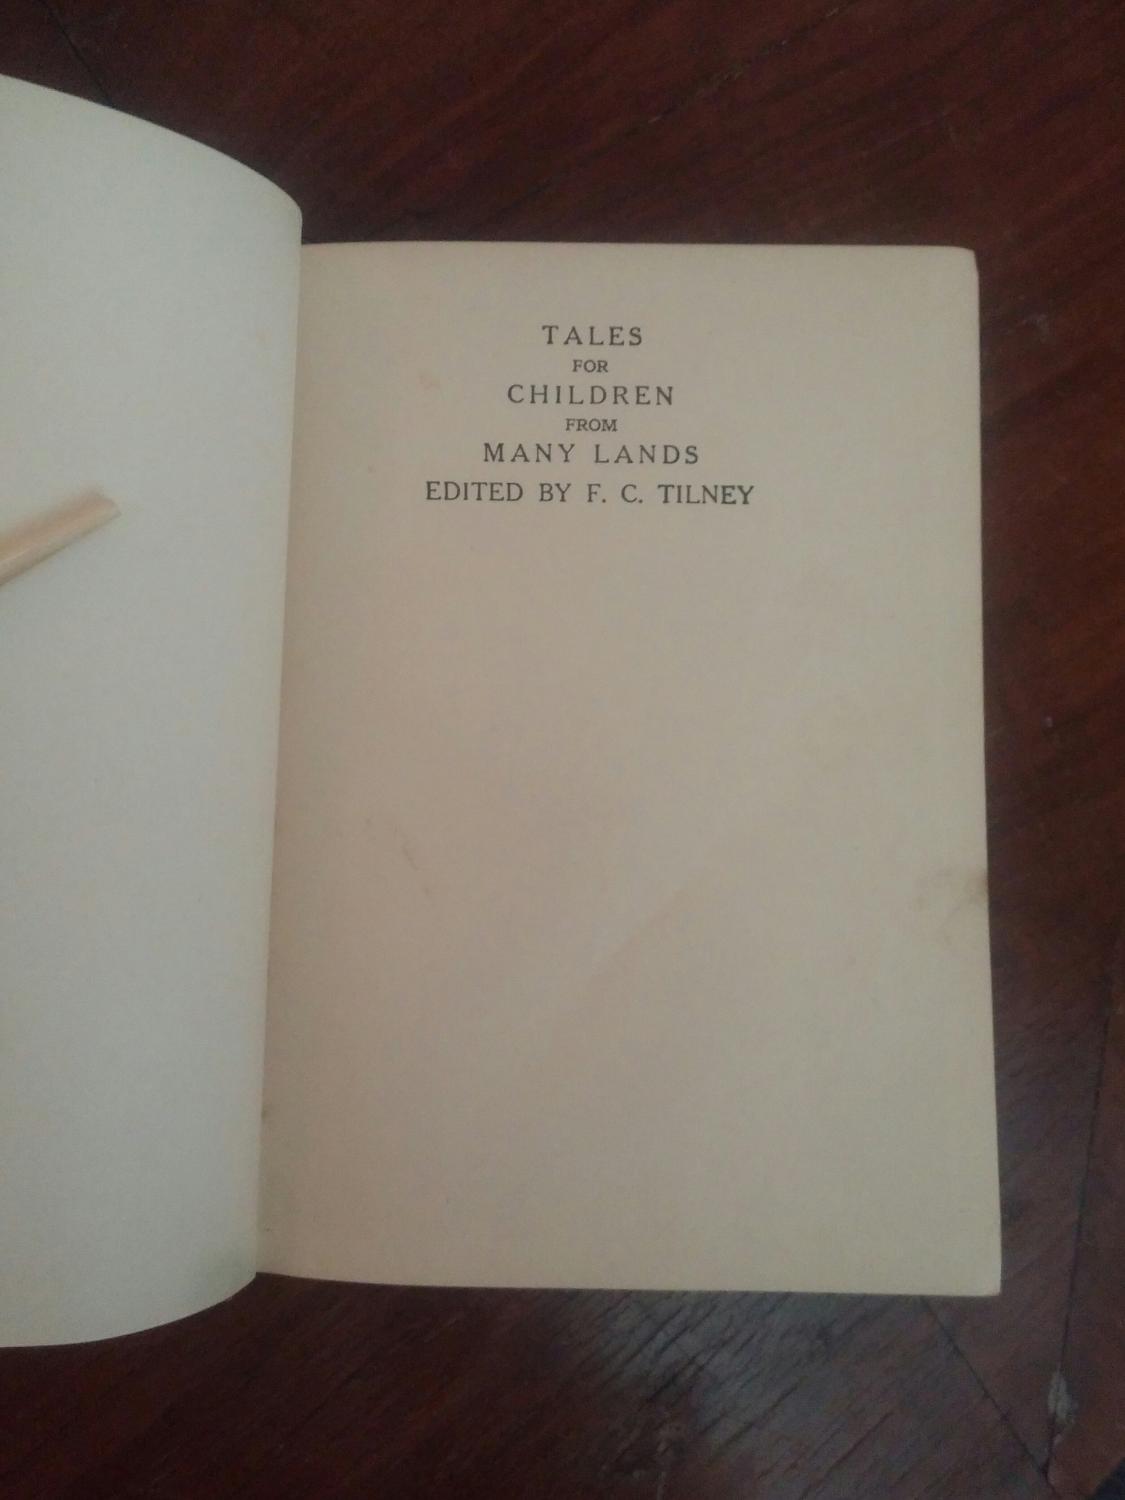 TALES
FOR
CHILDREN
FROM
MANY LANDS
EDITED BY F. C. TILNEY